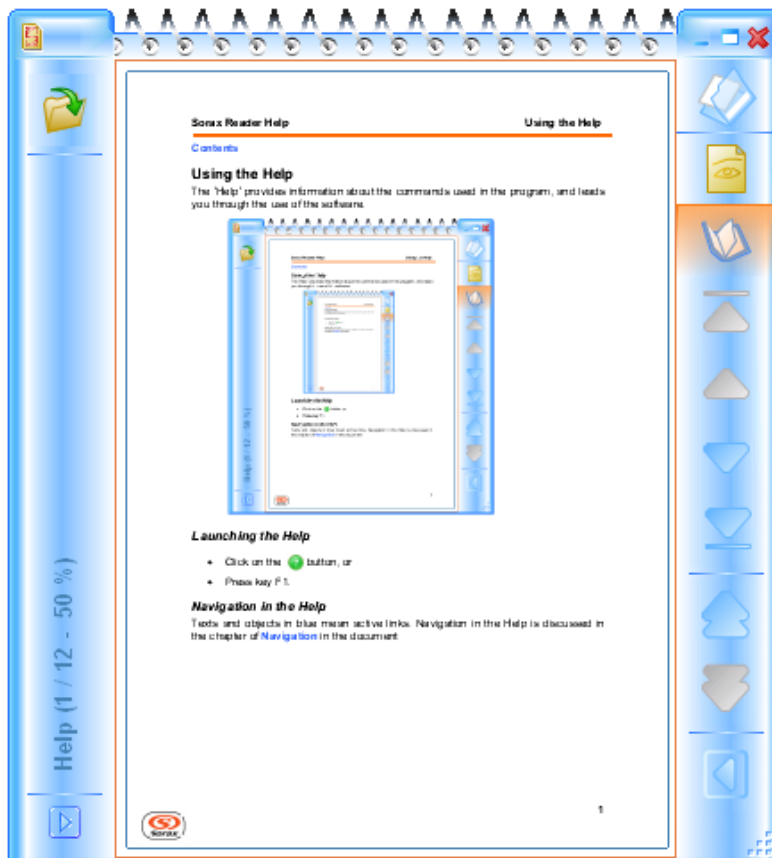 Sorax Reader Help Using the Help
Contents
Using the Help
The 'Help' provides information about the commands used in the program, and leads
you through the use of the software.
Launching the Help
• Click on the button, or
• Press key F1.
Navigation in the Help
Texts and objects in blue mean active links. Navigation in the Help is discussed in
the chapter of Navigation in the document
1
Sorax
Help (1 / 12 - 50 %)